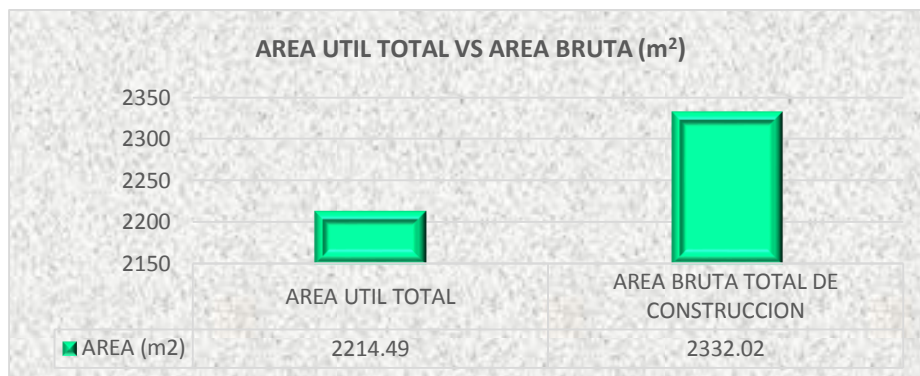 AREA UTIL TOTAL VS AREA BRUTA (m²)
2350
2300
2250
2200
2150
AREA UTIL TOTAL
AREA BRUTA TOTAL DE
CONSTRUCCION
AREA (m2) 2214.49 2332.02